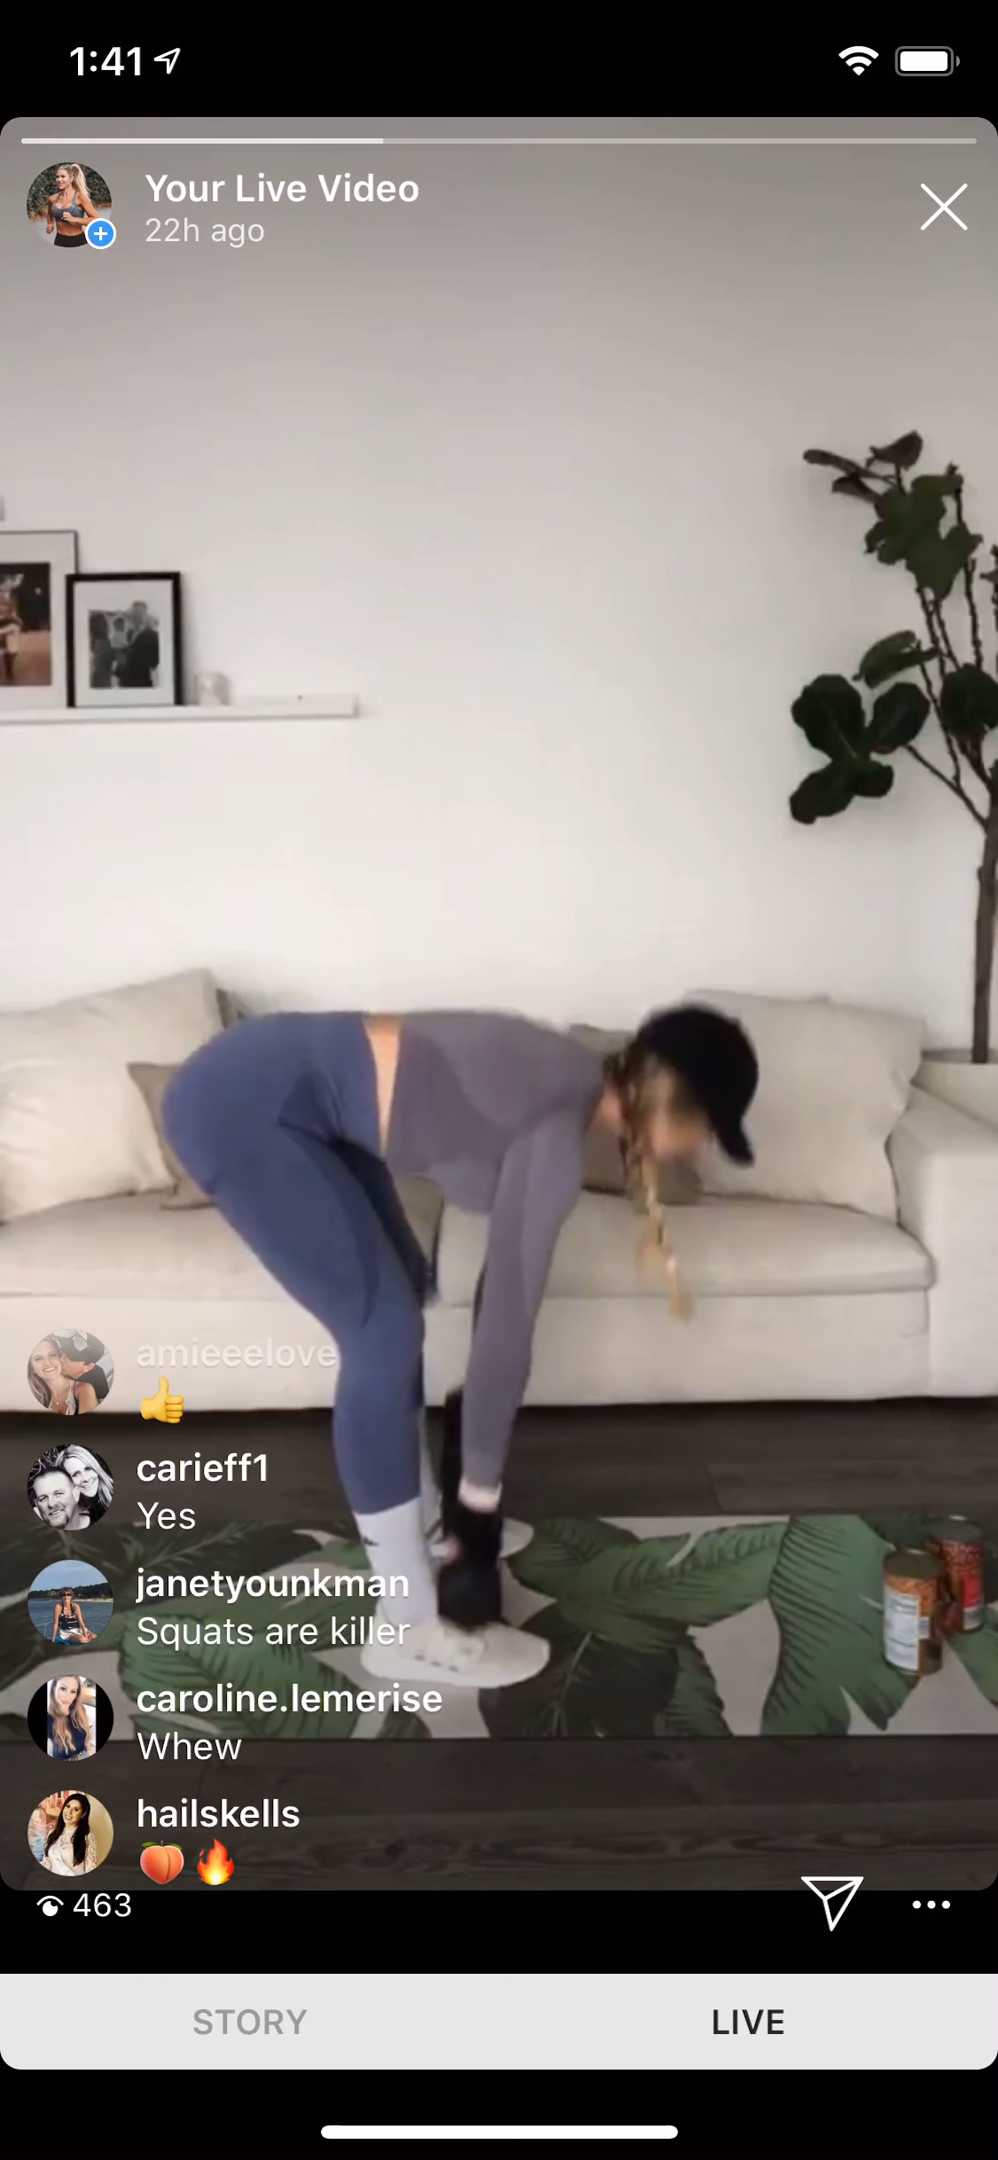 1:41
Your Live Video
22h ago
amieeelove
👍
carieff1
Yes
janetyounkman
Squats are killer
caroline.lemerise
Whew
hailskells
🍑🔥
463
STORY
LIVE